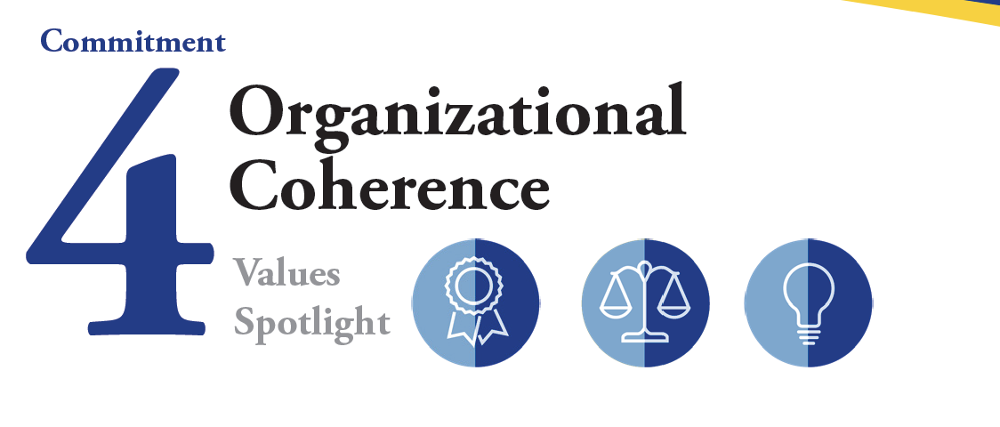 Commitment
4
Organizational
Coherence
Values
Spotlight